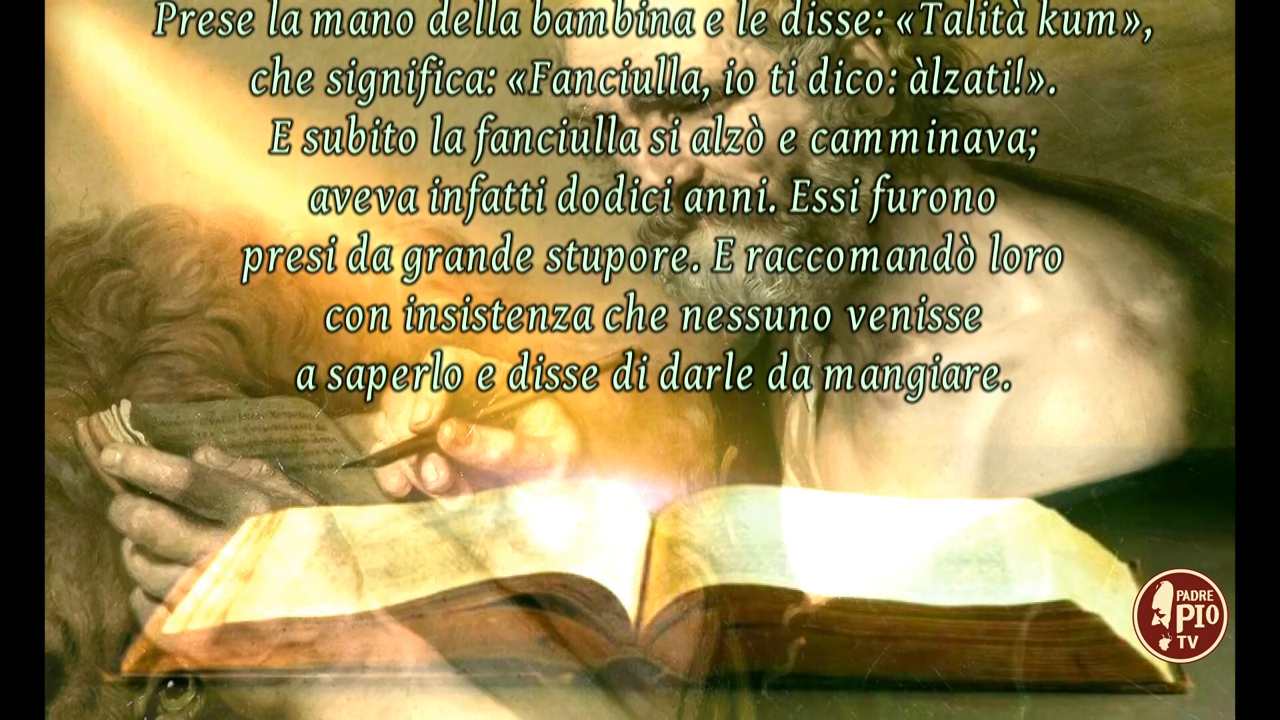 Prese la mano della bambina e le disse: «Talità kum»,
che significa: «Fanciulla, io ti dico: àlzati!».
E subito la fanciulla si alzò e camminava;
aveva infatti dodici anni. Essi furono
presi da grande stupore. E raccomandò loro
con insistenza che nessuno venisse
a saperlo e disse di darle da mangiare.
PADRE
PIO
TV